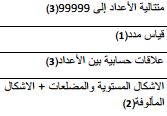 متتالية الأعداد إلى 99999(3)
قياس مدد(1)
علاقات حسابية بين الأعداد(3)
الاشكال المستوية والمضلعات + الاشكال
المألوفة(2)